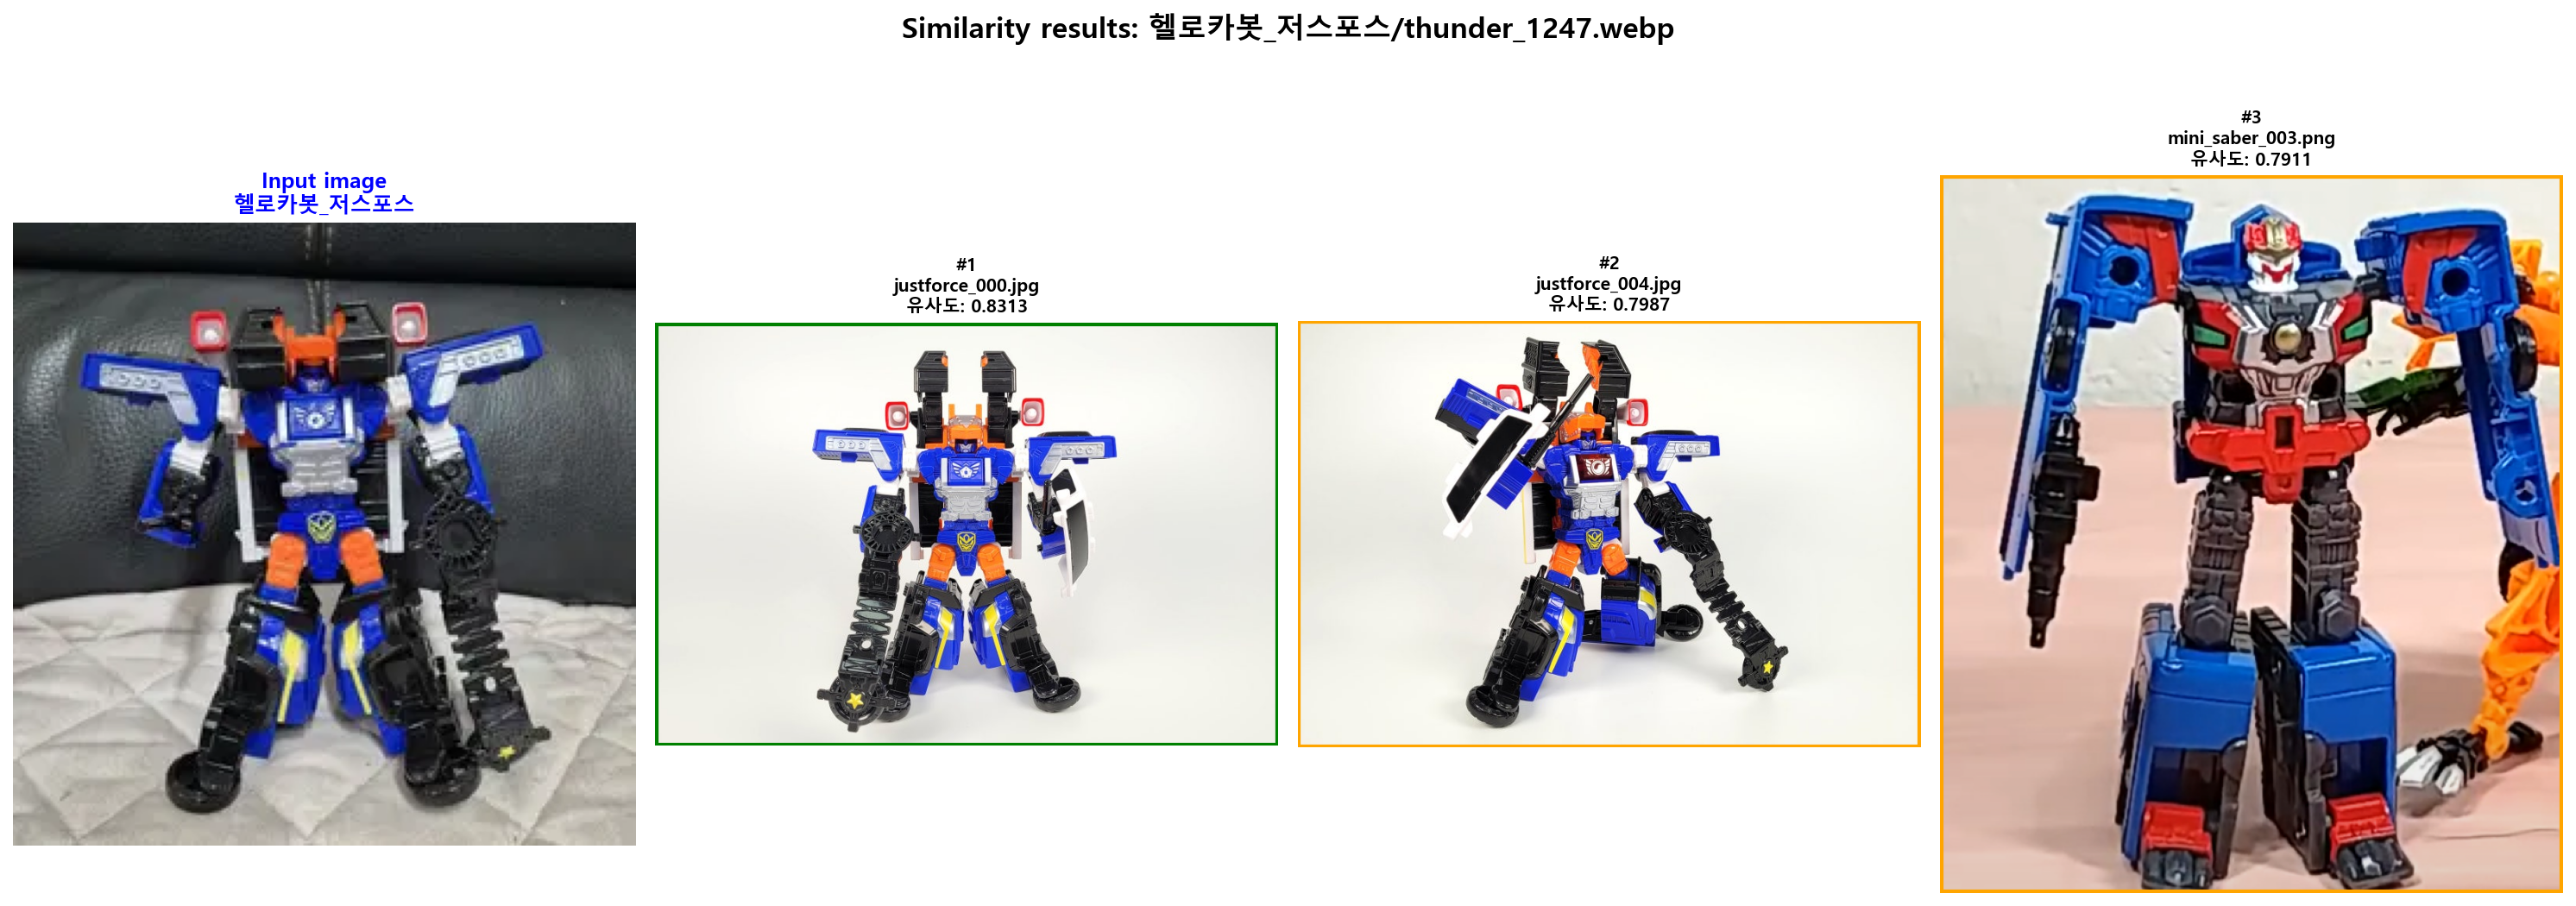 Similarity results: 헬로카봇_저스포스/thunder_1247.webp
Input image
헬로카봇_저스포스
#1
justforce_000.jpg
유사도: 0.8313
#2
justforce_004.jpg
유사도: 0.7987
#3
mini_saber_003.png
유사도: 0.7911